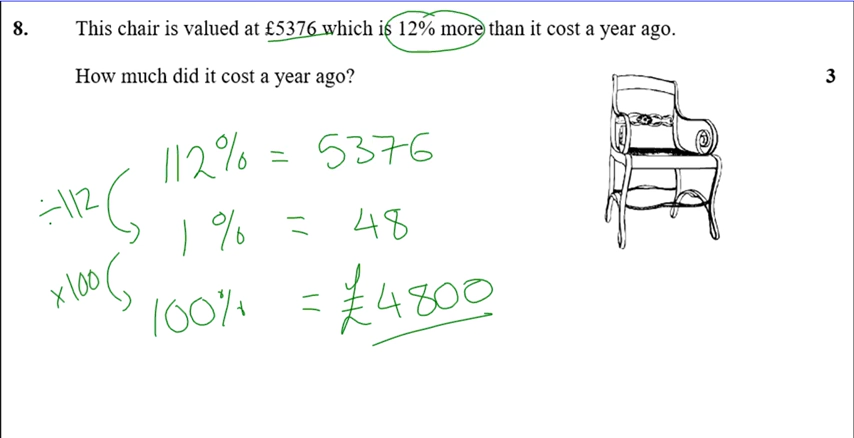 8. This chair is valued at £5376 which is 12% more than it cost a year ago.
How much did it cost a year ago? 3
112% = 5376
÷112
1% = 48
×100
100% = £4800